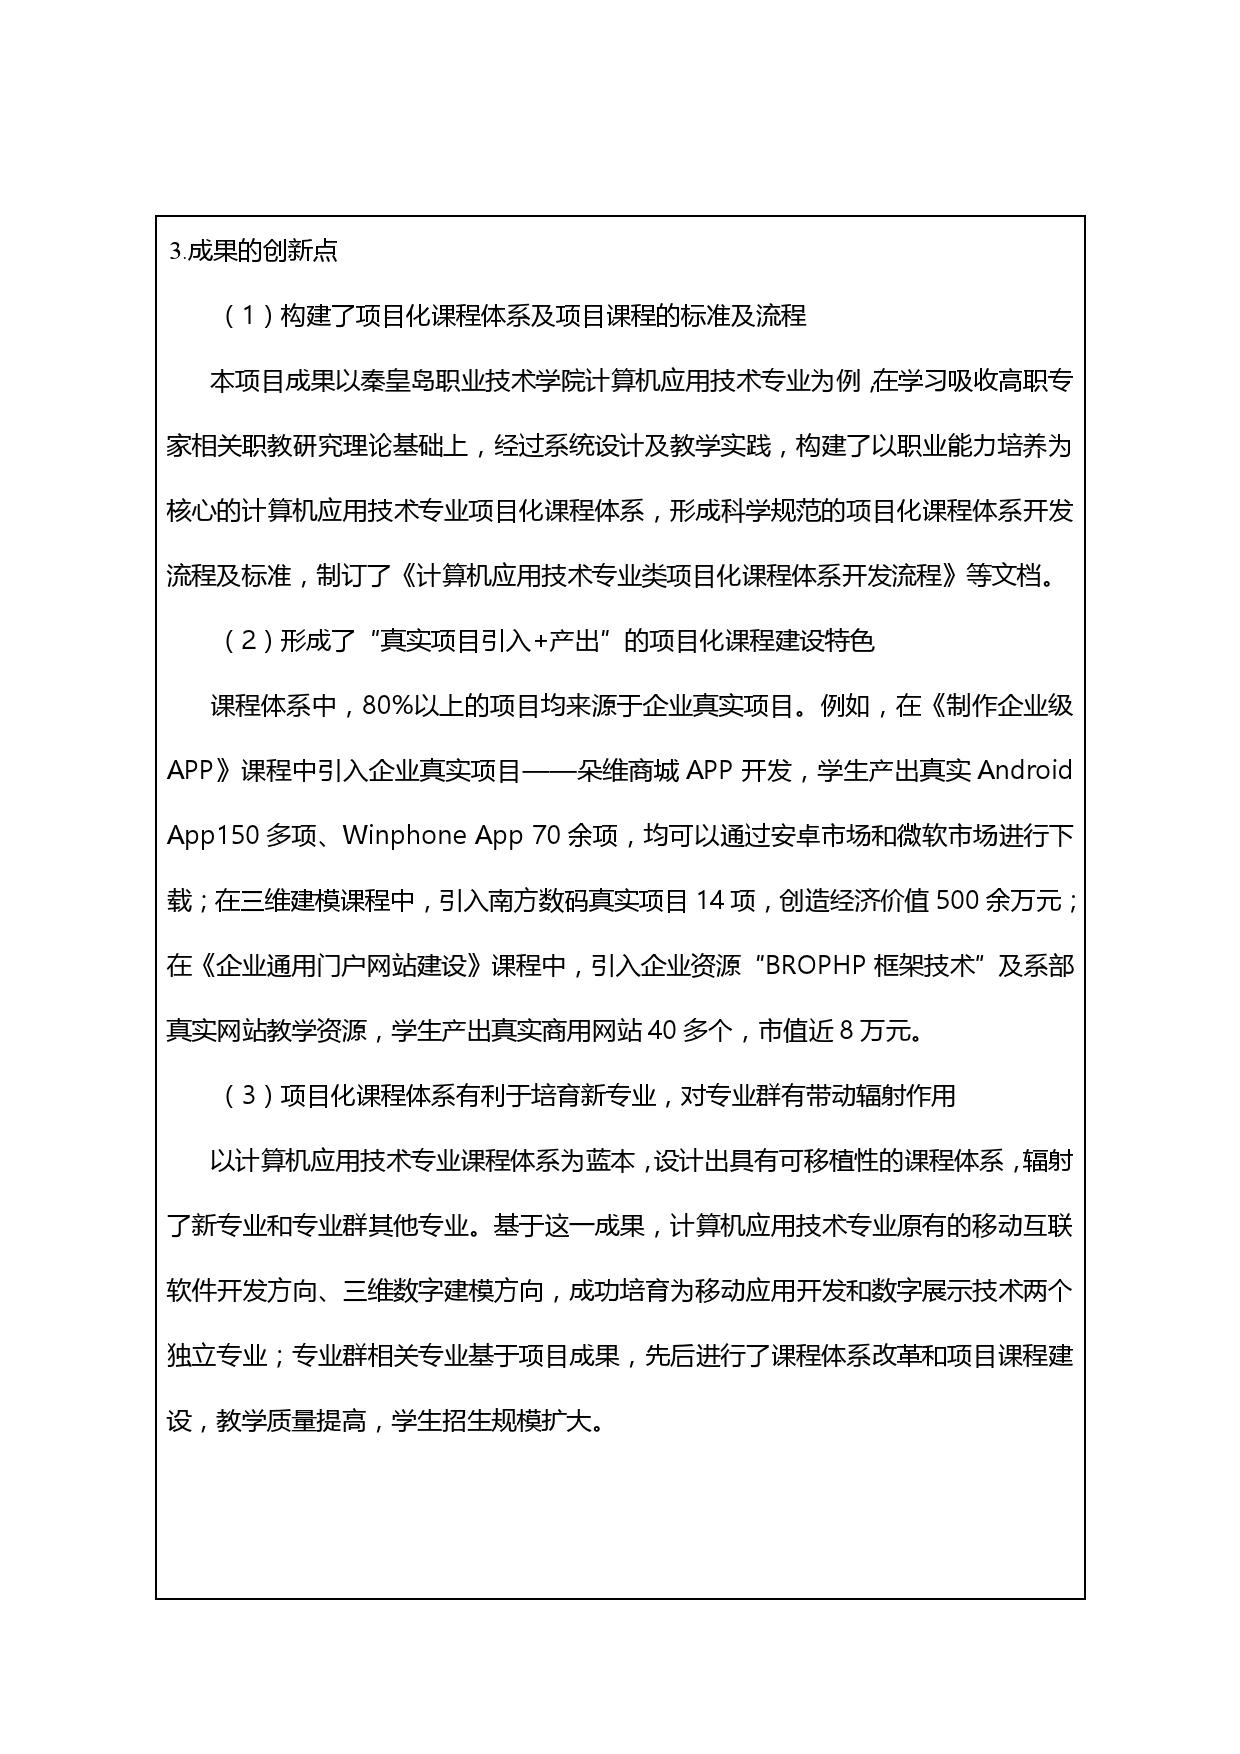 3.成果的创新点
（1）构建了项目化课程体系及项目课程的标准及流程
本项目成果以秦皇岛职业技术学院计算机应用技术专业为例，在学习吸收高职专
家相关职教研究理论基础上，经过系统设计及教学实践，构建了以职业能力培养为
核心的计算机应用技术专业项目化课程体系，形成科学规范的项目化课程体系开发
流程及标准，制订了《计算机应用技术专业类项目化课程体系开发流程》等文档。
（2）形成了“真实项目引入+产出”的项目化课程建设特色
课程体系中，80%以上的项目均来源于企业真实项目。例如，在《制作企业级
APP》课程中引入企业真实项目——朵维商城 APP 开发，学生产出真实 Android
App150 多项、Winphone App 70 余项，均可以通过安卓市场和微软市场进行下
载；在三维建模课程中，引入南方数码真实项目 14 项，创造经济价值 500 余万元；
在《企业通用门户网站建设》课程中，引入企业资源“BROPHP 框架技术”及系部
真实网站教学资源，学生产出真实商用网站 40 多个，市值近 8 万元。
（3）项目化课程体系有利于培育新专业，对专业群有带动辐射作用
以计算机应用技术专业课程体系为蓝本，设计出具有可移植性的课程体系，辐射
了新专业和专业群其他专业。基于这一成果，计算机应用技术专业原有的移动互联
软件开发方向、三维数字建模方向，成功培育为移动应用开发和数字展示技术两个
独立专业；专业群相关专业基于项目成果，先后进行了课程体系改革和项目课程建
设，教学质量提高，学生招生规模扩大。